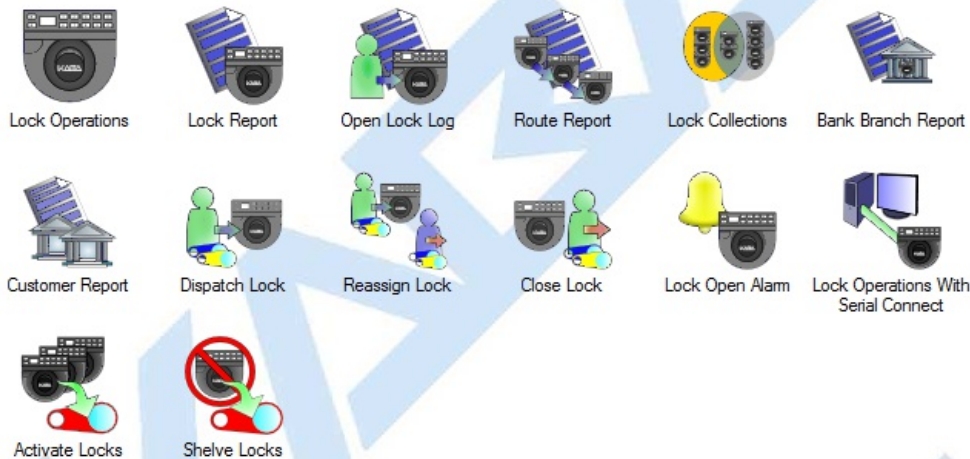 Lock Operations
Lock Report
Open Lock Log
Route Report
Lock Collections
Bank Branch Report
Customer Report
Dispatch Lock
Reassign Lock
Close Lock
Lock Open Alarm
Lock Operations With
Serial Connect
Activate Locks
Shelve Locks